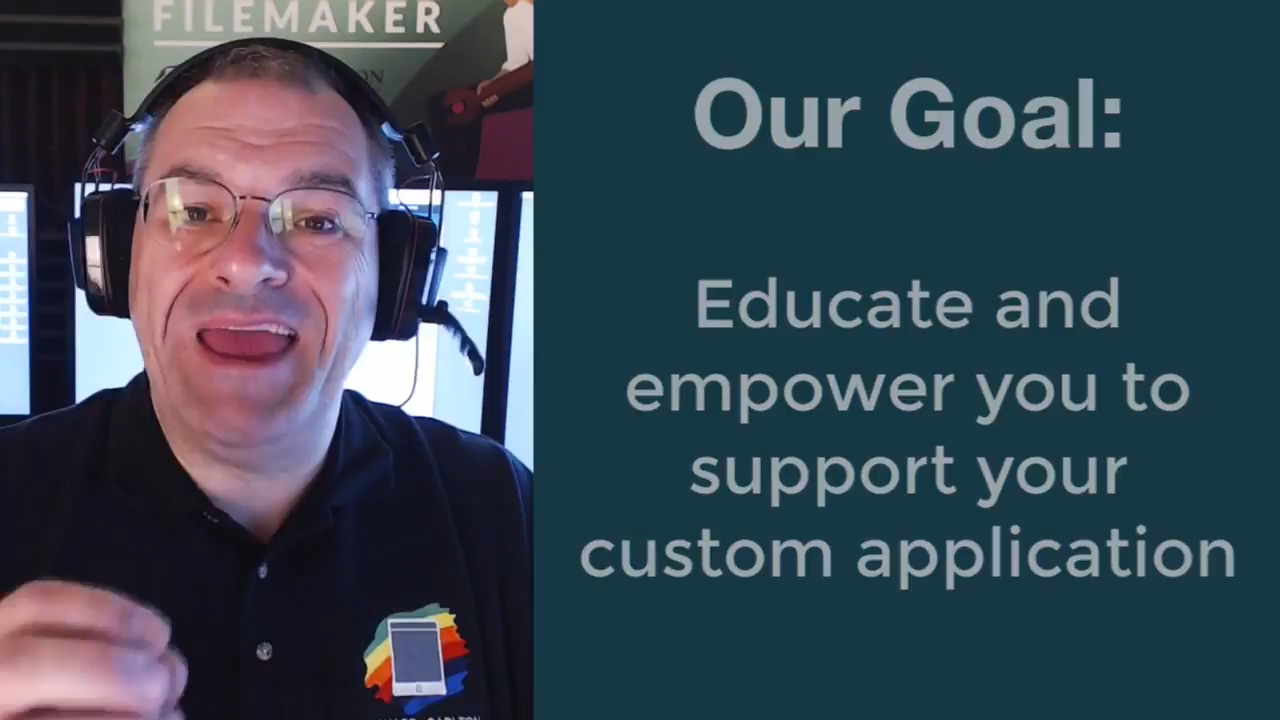 FILEMAKER
Our Goal:
Educate and
empower you to
support your
custom application